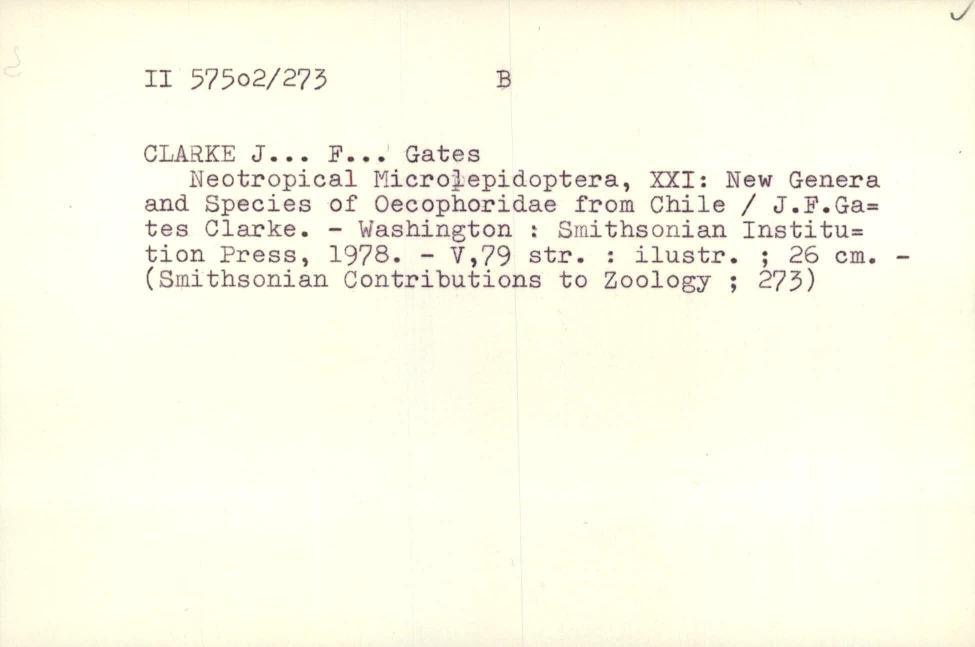 II 57502/273 B
CLARKE J... F... Gates
Neotropical Microlepidoptera, XXI: New Genera
and Species of Oecophoridae from Chile / J.F.Ga=
tes Clarke. - Washington : Smithsonian Institu=
tion Press, 1978. - V,79 str. : ilustr. ; 26 cm. -
(Smithsonian Contributions to Zoology ; 273)